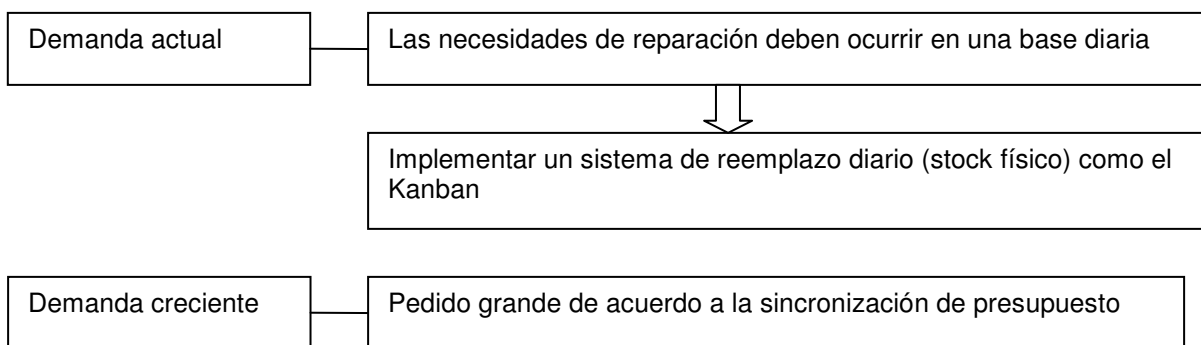 Demanda actual
Las necesidades de reparación deben ocurrir en una base diaria
Implementar un sistema de reemplazo diario (stock físico) como el
Kanban
Demanda creciente
Pedido grande de acuerdo a la sincronización de presupuesto